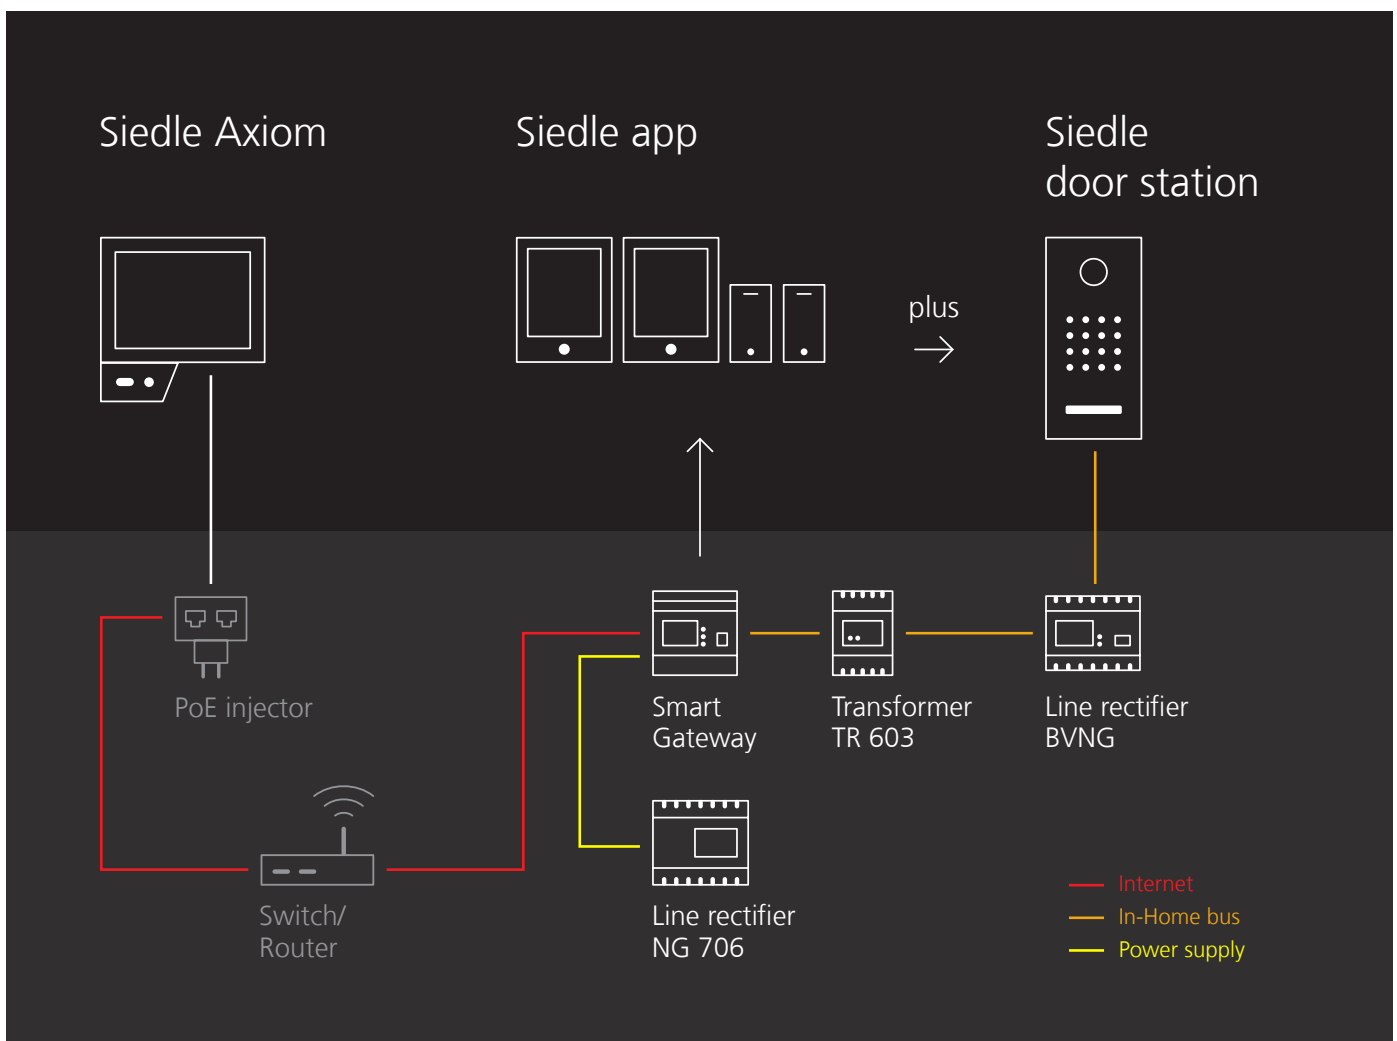 Siedle Axiom
Siedle app
Siedle
door station
plus
PoE injector
Smart
Gateway
Transformer
TR 603
Line rectifier
BVNG
Switch/
Router
Line rectifier
NG 706
Internet
In-Home bus
Power supply